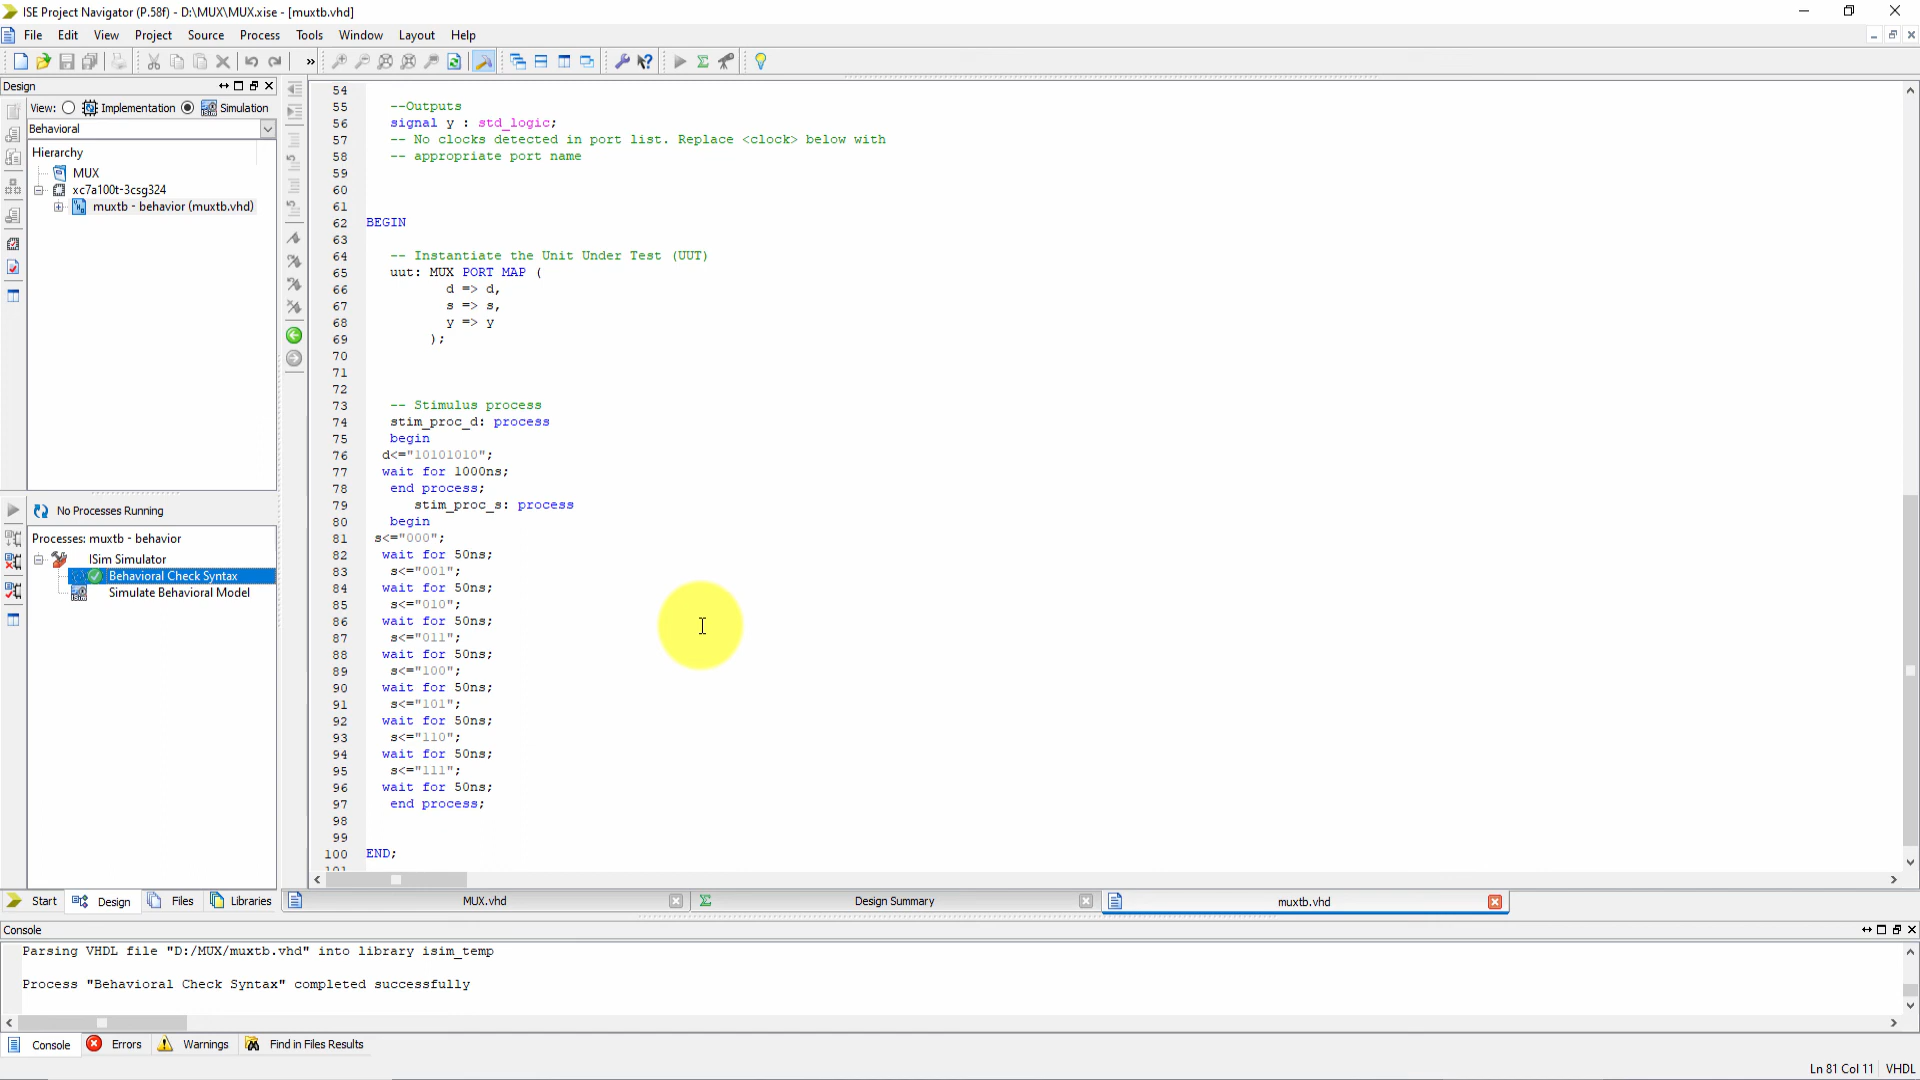 ISE Project Navigator (P.58f) - D:\MUX\MUX.xise - [muxtb.vhd]
File Edit View Project Source Process Tools Window Layout Help
»
Design
View: Implementation Simulation
Behavioral
Hierarchy
MUX
xc7a100t-3csg324
muxtb - behavior (muxtb.vhd)
No Processes Running
Processes: muxtb - behavior
ISim Simulator
Behavioral Check Syntax
Simulate Behavioral Model
54
55 --Outputs
56 signal y : std_logic;
57 -- No clocks detected in port list. Replace <clock> below with
58 -- appropriate port name
59
60
61
62 BEGIN
63
64 -- Instantiate the Unit Under Test (UUT)
65 uut: MUX PORT MAP (
66 d => d,
67 s => s,
68 y => y
69 );
70
71
72
73 -- Stimulus process
74 stim_proc_d: process
75 begin
76 d<="10101010";
77 wait for 1000ns;
78 end process;
79 stim_proc_s: process
80 begin
81 s<="000";
82 wait for 50ns;
83 s<="001";
84 wait for 50ns;
85 s<="010";
86 wait for 50ns;
87 s<="011";
88 wait for 50ns;
89 s<="100";
90 wait for 50ns;
91 s<="101";
92 wait for 50ns;
93 s<="110";
94 wait for 50ns;
95 s<="111";
96 wait for 50ns;
97 end process;
98
99
100 END;
101
Start Design Files Libraries
MUX.vhd Design Summary muxtb.vhd
Console
Parsing VHDL file "D:/MUX/muxtb.vhd" into library isim_temp
Process "Behavioral Check Syntax" completed successfully
Console Errors Warnings Find in Files Results
Ln 81 Col 11 VHDL